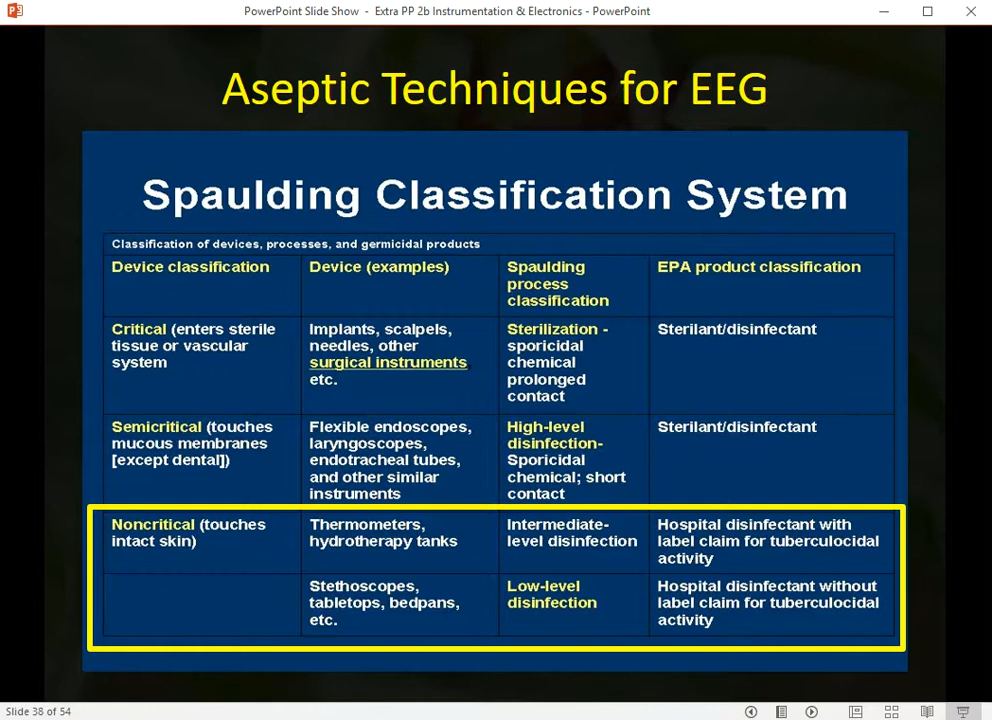 PowerPoint Slide Show - Extra PP 2b Instrumentation & Electronics - PowerPoint
Aseptic Techniques for EEG
Spaulding Classification System
Classification of devices, processes, and germicidal products
Device classification
Device (examples)
Spaulding
process
classification
EPA product classification
Critical (enters sterile
tissue or vascular
system
Implants, scalpels,
needles, other
surgical instruments,
etc.
Sterilization -
sporicidal
chemical
prolonged
contact
Sterilant/disinfectant
Semicritical (touches
mucous membranes
[except dental])
Flexible endoscopes,
laryngoscopes,
endotracheal tubes,
and other similar
instruments
High-level
disinfection-
Sporicidal
chemical; short
contact
Sterilant/disinfectant
Noncritical (touches
intact skin)
Thermometers,
hydrotherapy tanks
Intermediate-
level disinfection
Hospital disinfectant with
label claim for tuberculocidal
activity
Stethoscopes,
tabletops, bedpans,
etc.
Low-level
disinfection
Hospital disinfectant without
label claim for tuberculocidal
activity
Slide 38 of 54